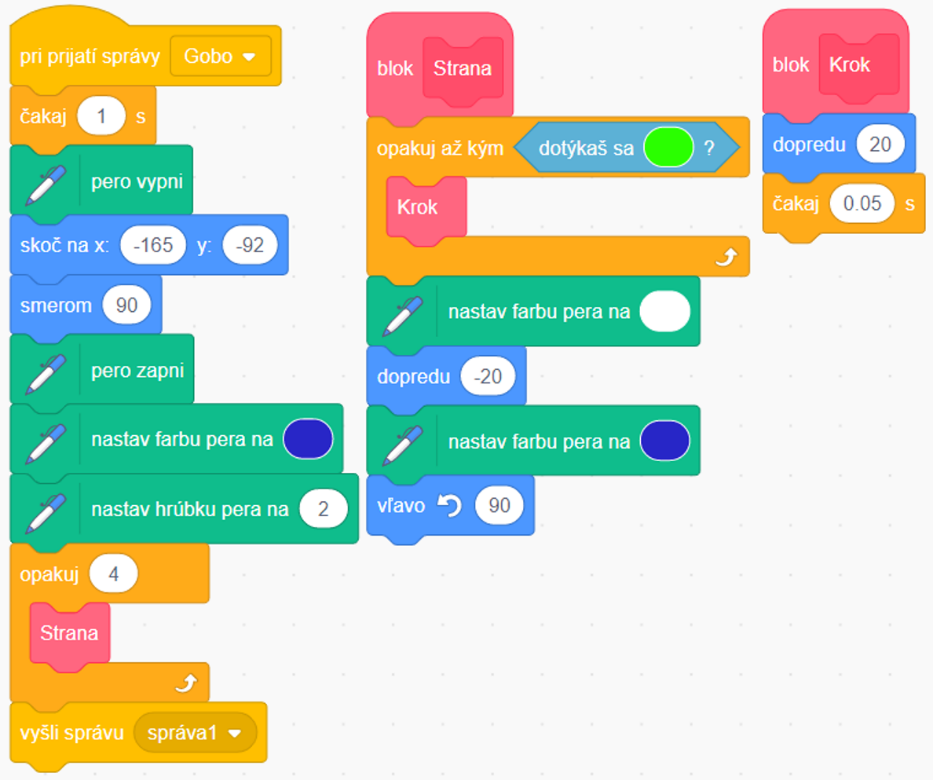 pri prijatí správy Gobo
čakaj 1 s
pero vypni
skoč na x: -165 y: -92
smerom 90
pero zapni
nastav farbu pera na
nastav hrúbku pera na 2
opakuj 4
Strana
vyšli správu správa1
blok Strana
opakuj až kým dotýkaš sa ?
Krok
nastav farbu pera na
dopredu -20
nastav farbu pera na
vľavo 90
blok Krok
dopredu 20
čakaj 0.05 s